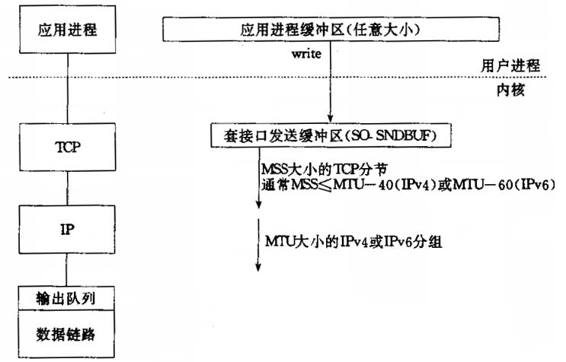 应用进程
应用进程缓冲区(任意大小)
write
用户进程
内核
TCP
套接口发送缓冲区(SO-SNDBUF)
MSS大小的TCP分节
通常MSS≤MTU-40(IPv4)或MTU-60(IPv6)
IP
MTU大小的IPv4或IPv6分组
输出队列
数据链路